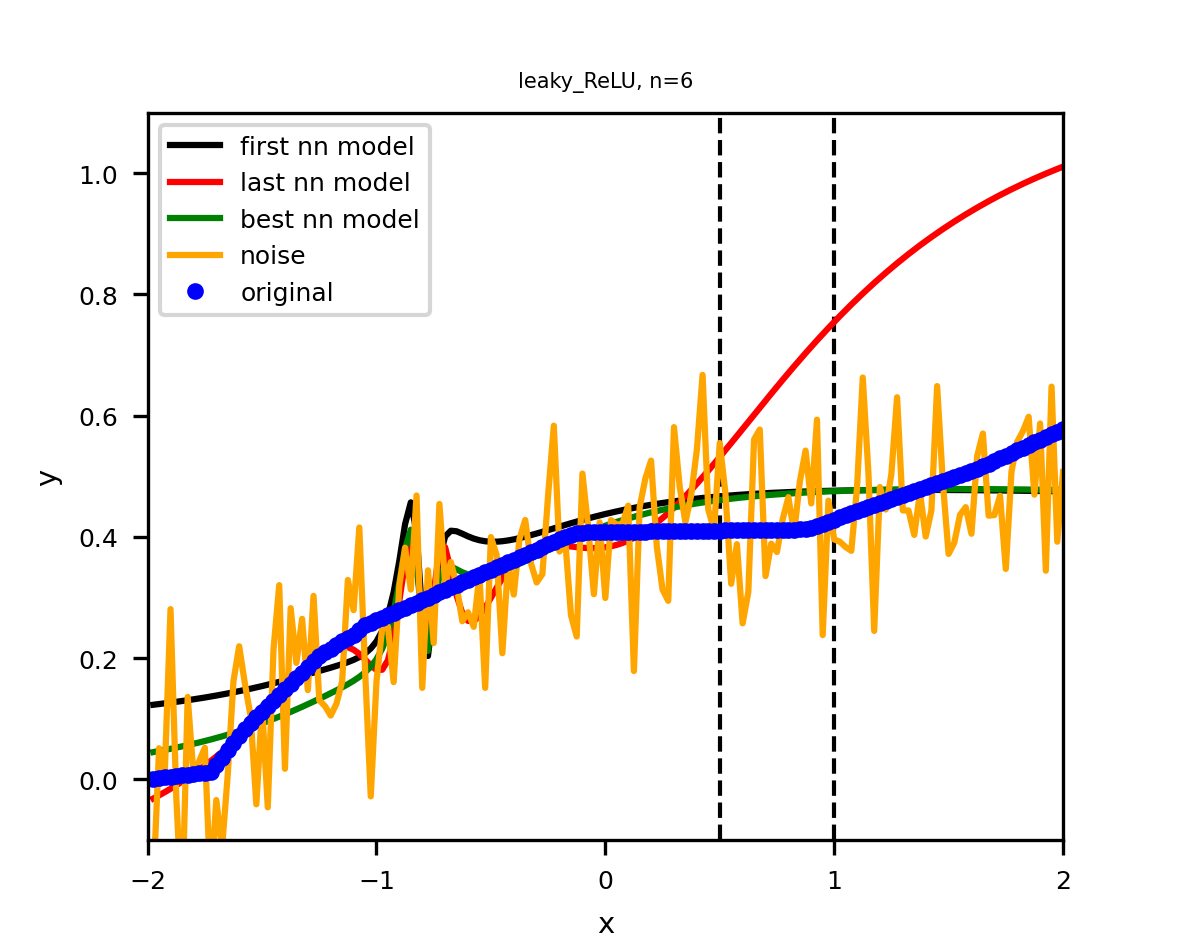 leaky_ReLU, n=6
first nn model
last nn model
best nn model
noise
original
1.0
0.8
0.6
0.4
0.2
0.0
y
−2
−1
0
1
2
x